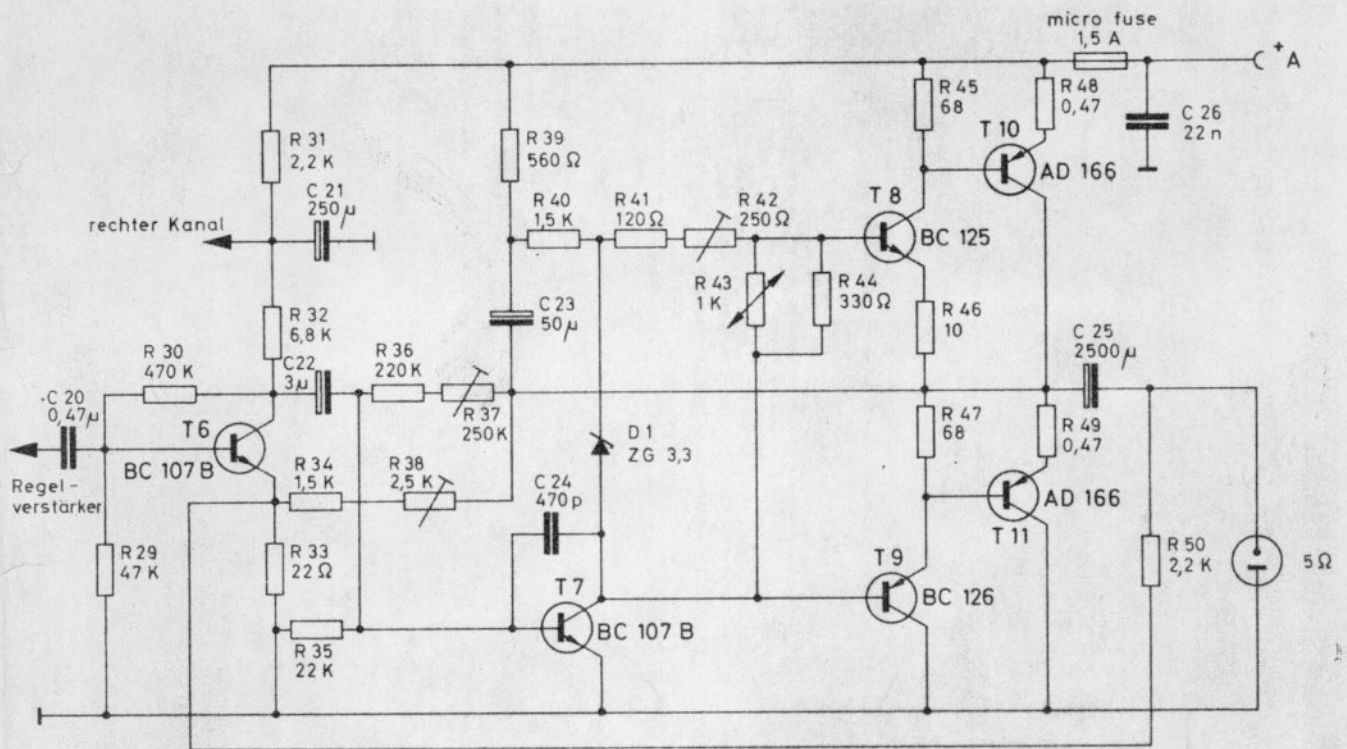 micro fuse
1,5 A
+A
R 45
68
R 48
0,47
C 26
22 n
R 31
2,2 K
R 39
560 Ω
T 10
AD 166
C 21
250 µ
rechter Kanal
R 40
1,5 K
R 41
120 Ω
R 42
250 Ω
T 8
BC 125
R 43
1 K
R 44
330 Ω
R 32
6,8 K
C 23
50 µ
R 46
10
C 25
2500 µ
R 30
470 K
C 22
3 µ
R 36
220 K
R 37
250 K
C 20
0,47 µ
T 6
BC 107 B
R 47
68
R 49
0,47
D 1
ZG 3,3
Regel-
verstärker
R 34
1,5 K
R 38
2,5 K
C 24
470 p
AD 166
T 11
R 29
47 K
R 33
22 Ω
T 7
BC 107 B
T 9
BC 126
R 50
2,2 K
5 Ω
R 35
22 K